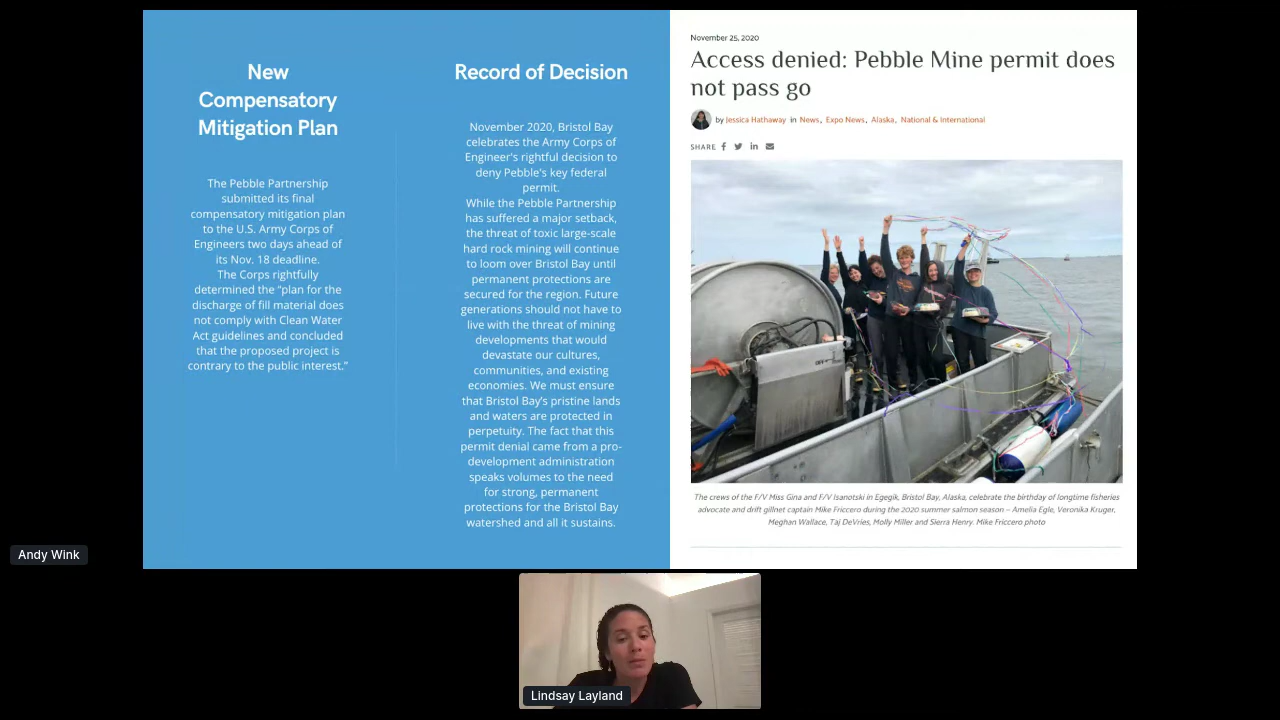 New
Compensatory
Mitigation Plan
The Pebble Partnership
submitted its final
compensatory mitigation plan
to the U.S. Army Corps of
Engineers two days ahead of
its Nov. 18 deadline.
The Corps rightfully
determined the “plan for the
discharge of fill material does
not comply with Clean Water
Act guidelines and concluded
that the proposed project is
contrary to the public interest.”
Record of Decision
November 2020, Bristol Bay
celebrates the Army Corps of
Engineer's rightful decision to
deny Pebble's key federal
permit.
While the Pebble Partnership
has suffered a major setback,
the threat of toxic large-scale
hard rock mining will continue
to loom over Bristol Bay until
permanent protections are
secured for the region. Future
generations should not have to
live with the threat of mining
developments that would
devastate our cultures,
communities, and existing
economies. We must ensure
that Bristol Bay’s pristine lands
and waters are protected in
perpetuity. The fact that this
permit denial came from a pro-
development administration
speaks volumes to the need
for strong, permanent
protections for the Bristol Bay
watershed and all it sustains.
November 25, 2020
Access denied: Pebble Mine permit does
not pass go
by Jessica Hathaway in News, Expo News, Alaska, National & International
SHARE
The crews of the F/V Miss Gina and F/V Isanotski in Egegik, Bristol Bay, Alaska, celebrate the birthday of longtime fisheries
advocate and drift gillnet captain Mike Friccero during the 2020 summer salmon season – Amelia Egle, Veronika Kruger,
Meghan Wallace, Taj DeVries, Molly Miller and Sierra Henry. Mike Friccero photo
Andy Wink
Lindsay Layland